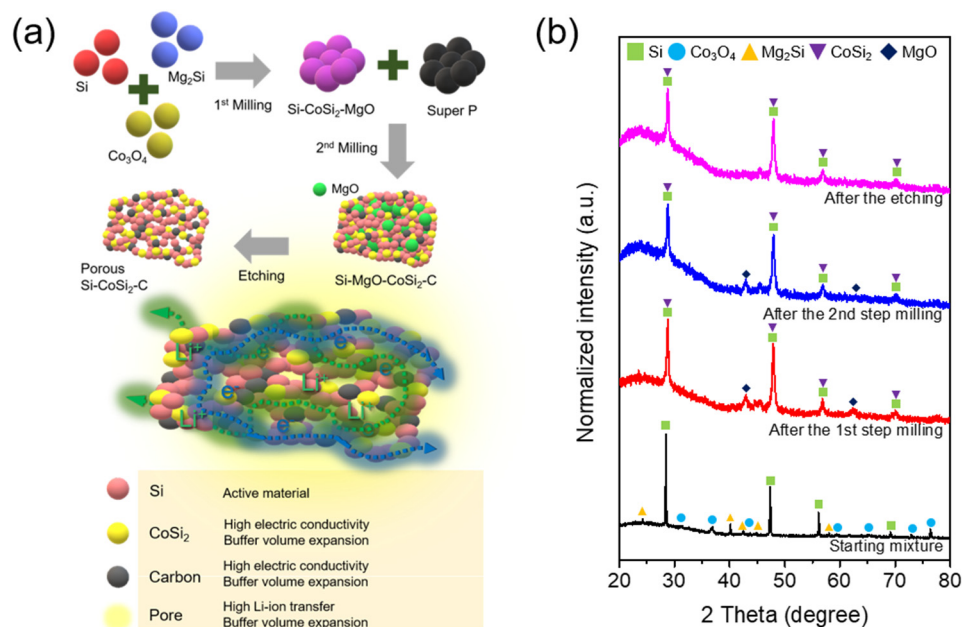 (a)
Si
Mg₂Si
Co₃O₄
1st Milling
Si-CoSi₂-MgO
Super P
2nd Milling
MgO
Porous
Si-CoSi₂-C
Etching
Si-MgO-CoSi₂-C
Li⁺
e⁻
Li⁺
e⁻
Li⁺
e⁻
Li⁺
e⁻
Si
Active material
CoSi₂
High electric conductivity
Buffer volume expansion
Carbon
High electric conductivity
Buffer volume expansion
Pore
High Li-ion transfer
Buffer volume expansion
(b)
Si Co₃O₄ Mg₂Si CoSi₂ MgO
Normalized intensity (a.u.)
After the etching
After the 2nd step milling
After the 1st step milling
Starting mixture
20 30 40 50 60 70 80
2 Theta (degree)